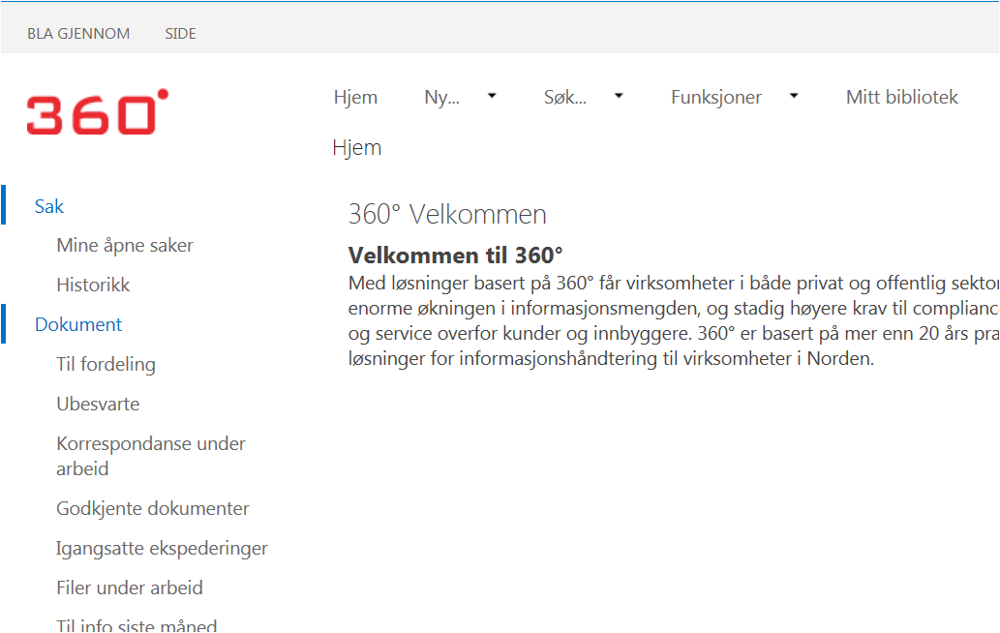 BLA GJENNOM SIDE
360°
Hjem Ny... Søk... Funksjoner Mitt bibliotek
Hjem
Sak
Mine åpne saker
Historikk
Dokument
Til fordeling
Ubesvarte
Korrespondanse under
arbeid
Godkjente dokumenter
Igangsatte ekspederinger
Filer under arbeid
Til info siste måned
360° Velkommen
Velkommen til 360°
Med løsninger basert på 360° får virksomheter i både privat og offentlig sektor
enorme økningen i informasjonsmengden, og stadig høyere krav til complianc
og service overfor kunder og innbyggere. 360° er basert på mer enn 20 års pra
løsninger for informasjonshåndtering til virksomheter i Norden.